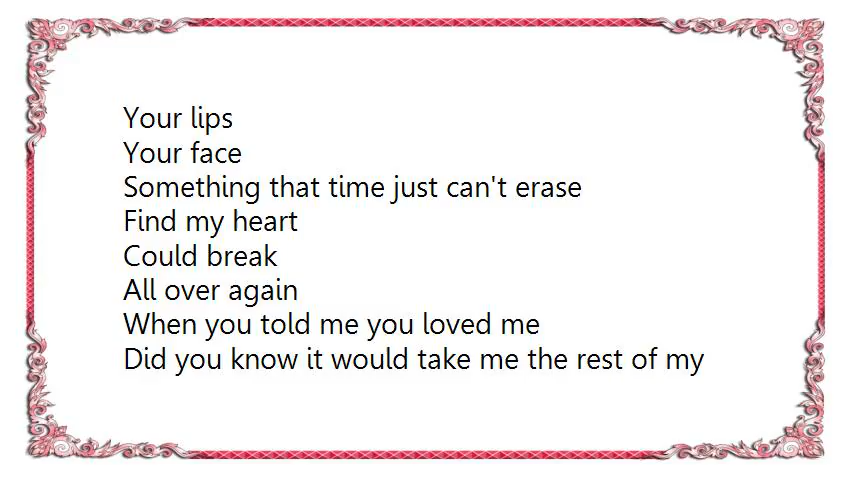 Your lips
Your face
Something that time just can't erase
Find my heart
Could break
All over again
When you told me you loved me
Did you know it would take me the rest of my